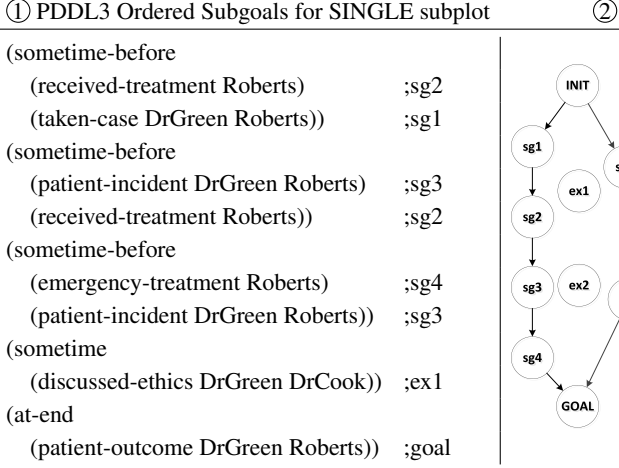 ① PDDL3 Ordered Subgoals for SINGLE subplot ②
(sometime-before
(received-treatment Roberts) ;sg2
(taken-case DrGreen Roberts)) ;sg1
(sometime-before
(patient-incident DrGreen Roberts) ;sg3
(received-treatment Roberts)) ;sg2
(sometime-before
(emergency-treatment Roberts) ;sg4
(patient-incident DrGreen Roberts)) ;sg3
(sometime
(discussed-ethics DrGreen DrCook)) ;ex1
(at-end
(patient-outcome DrGreen Roberts)) ;goal
INIT
sg1
ex1
sg2
sg3 ex2
sg4
GOAL